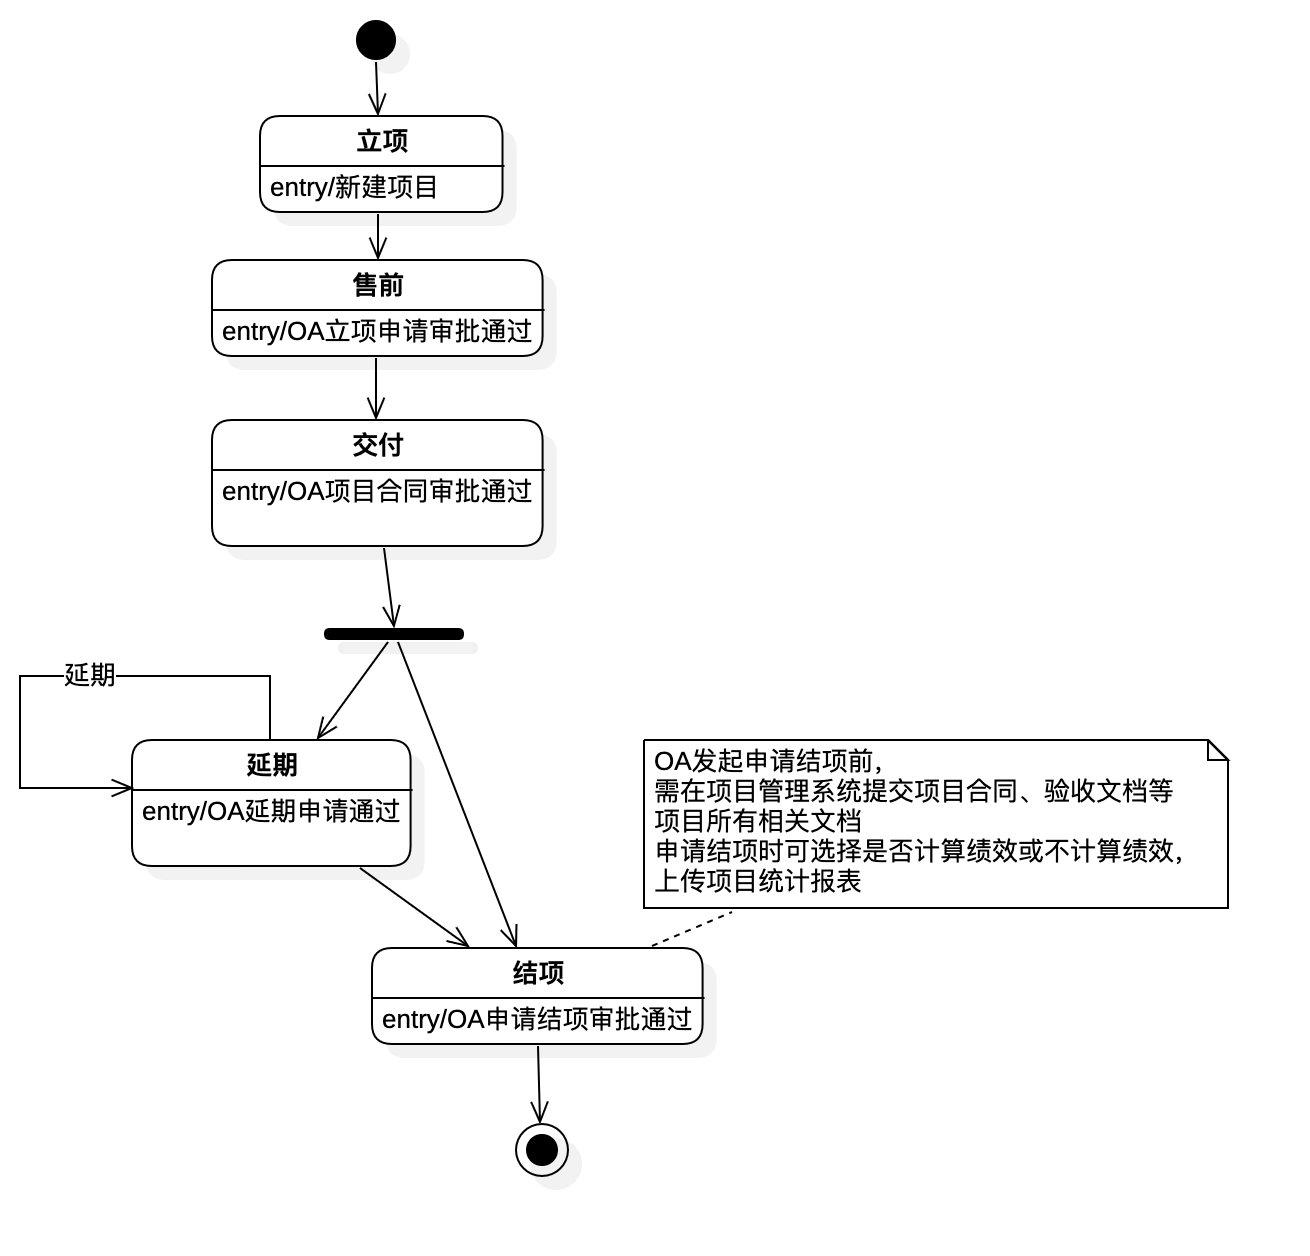 立项
entry/新建项目
售前
entry/OA立项申请审批通过
交付
entry/OA项目合同审批通过
延期
延期
entry/OA延期申请通过
OA发起申请结项前，
需在项目管理系统提交项目合同、验收文档等
项目所有相关文档
申请结项时可选择是否计算绩效或不计算绩效，
上传项目统计报表
结项
entry/OA申请结项审批通过